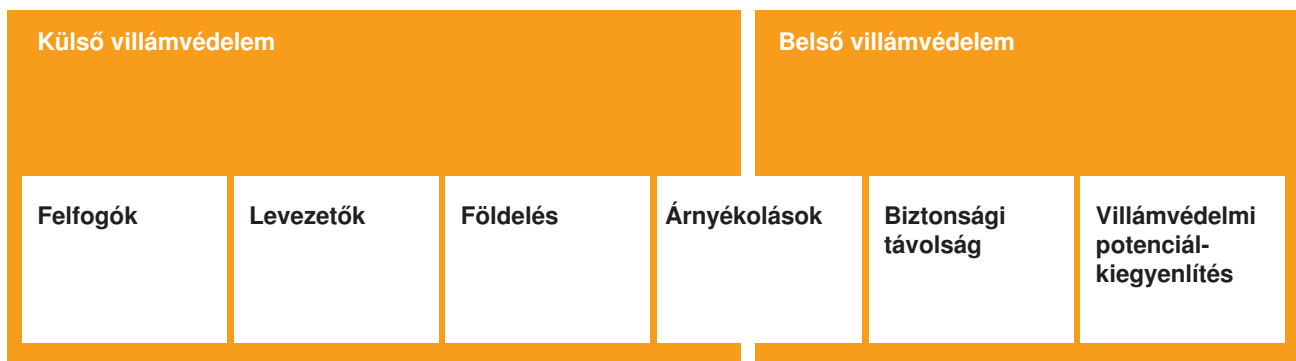 Külső villámvédelem
Belső villámvédelem
Felfogók
Levezetők
Földelés
Árnyékolások
Biztonsági
távolság
Villámvédelmi
potenciál-
kiegyenlítés